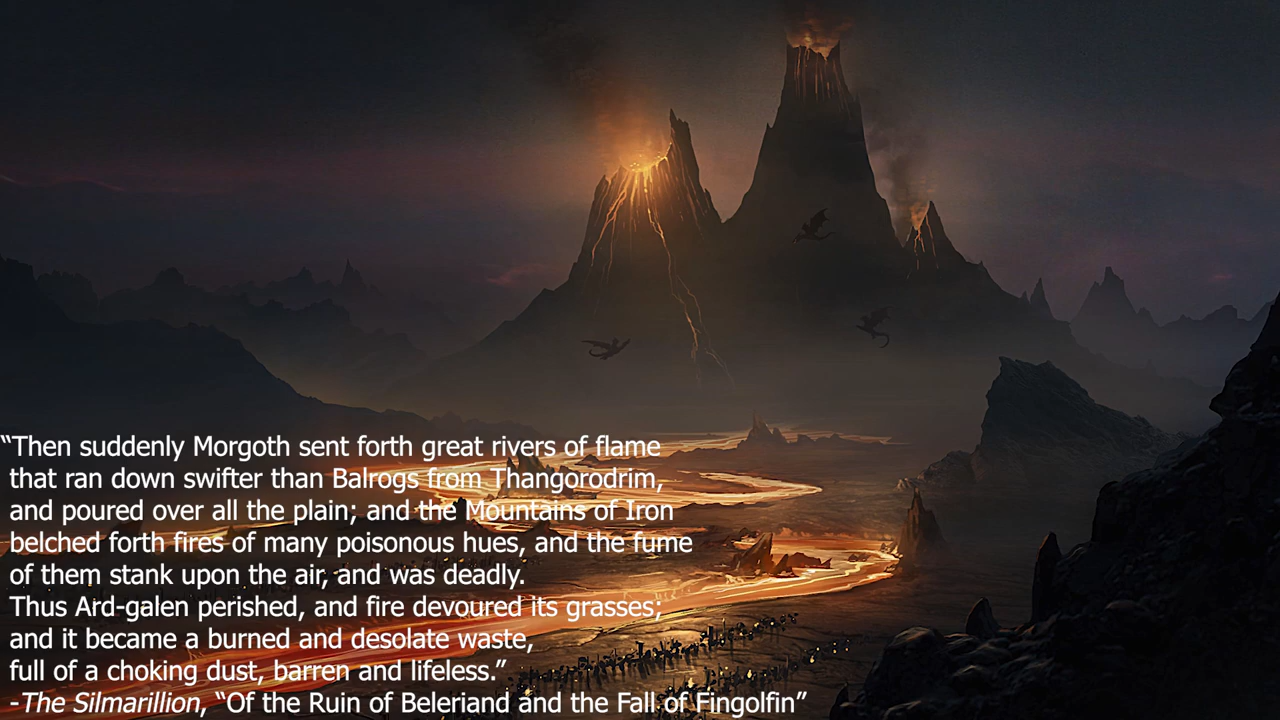 “Then suddenly Morgoth sent forth great rivers of flame
that ran down swifter than Balrogs from Thangorodrim,
and poured over all the plain; and the Mountains of Iron
belched forth fires of many poisonous hues, and the fume
of them stank upon the air, and was deadly.
Thus Ard-galen perished, and fire devoured its grasses;
and it became a burned and desolate waste,
full of a choking dust, barren and lifeless.”
-The Silmarillion, “Of the Ruin of Beleriand and the Fall of Fingolfin”